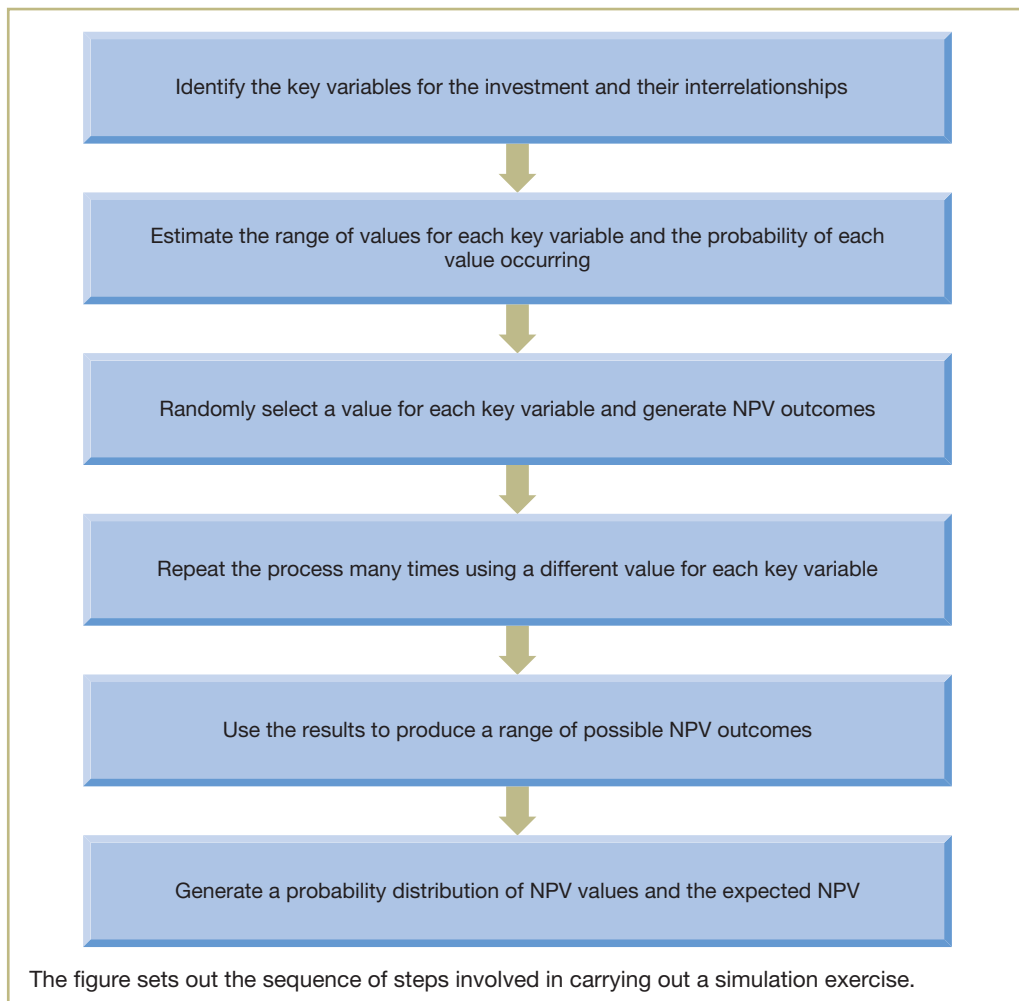 Identify the key variables for the investment and their interrelationships
Estimate the range of values for each key variable and the probability of each
value occurring
Randomly select a value for each key variable and generate NPV outcomes
Repeat the process many times using a different value for each key variable
Use the results to produce a range of possible NPV outcomes
Generate a probability distribution of NPV values and the expected NPV
The figure sets out the sequence of steps involved in carrying out a simulation exercise.